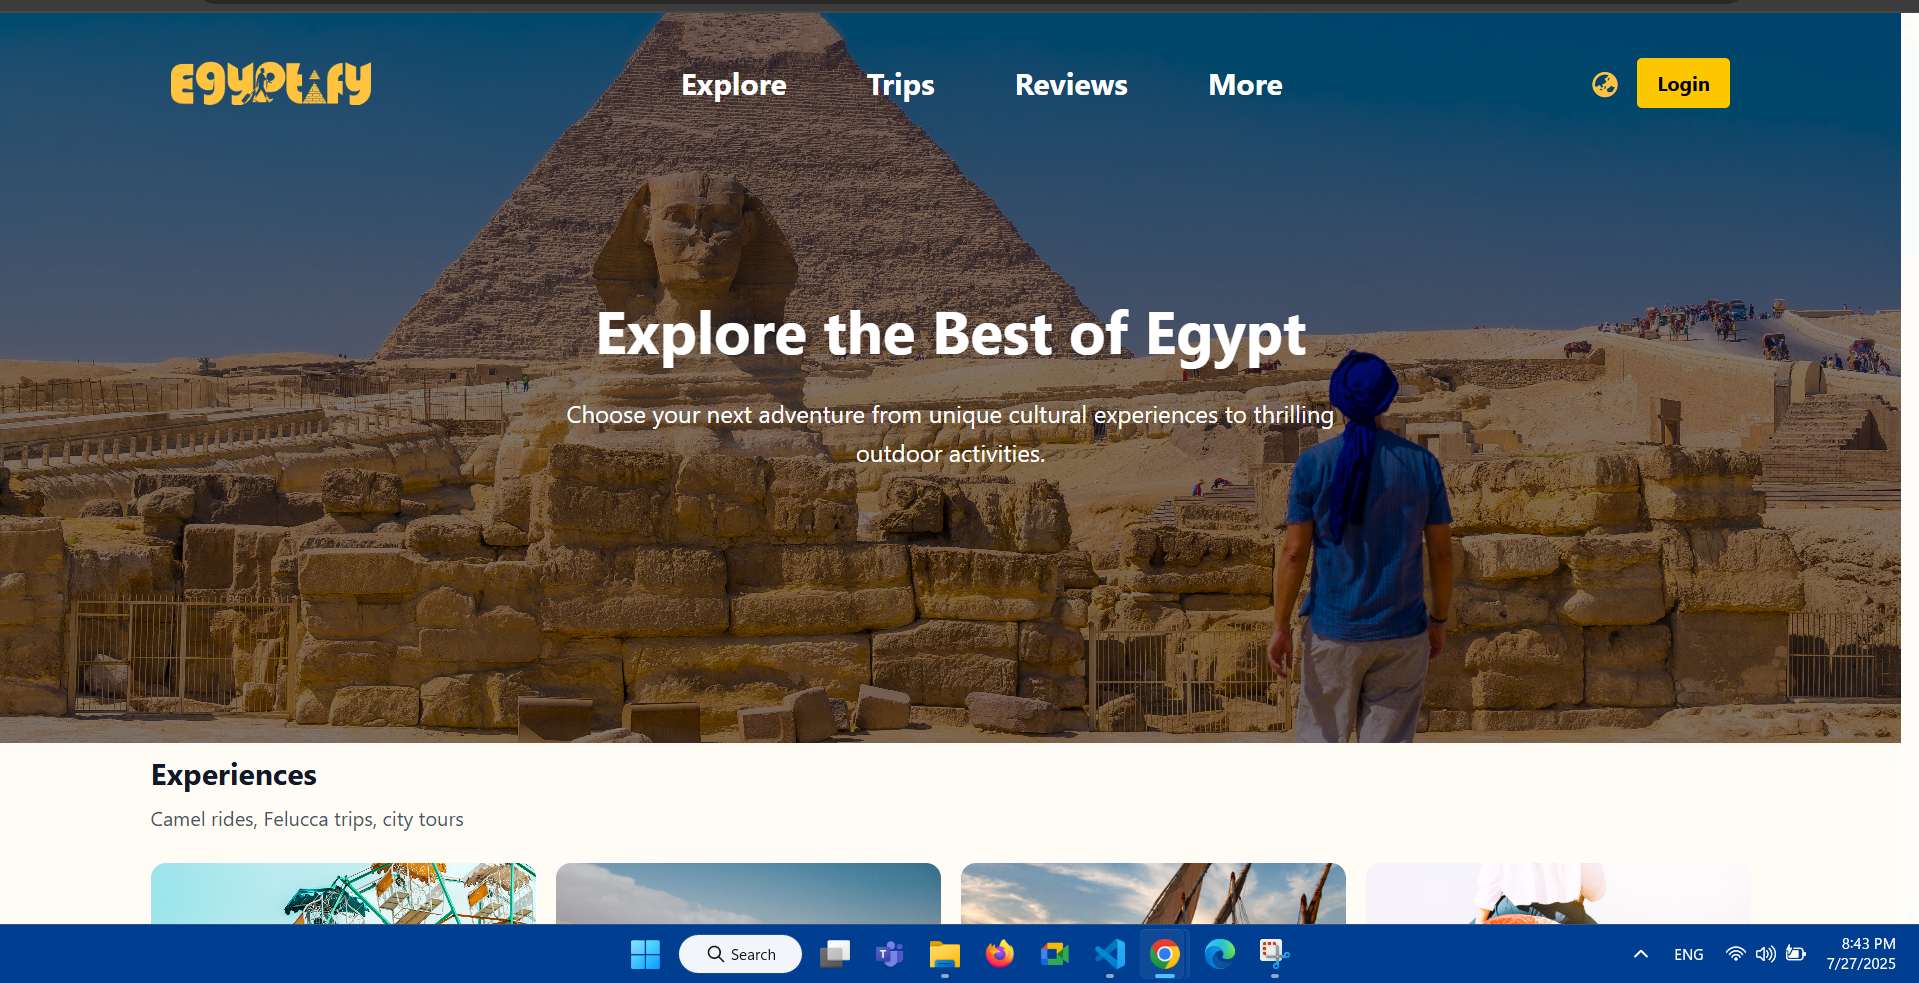 Egyptify
Explore
Trips
Reviews
More
Login
Explore the Best of Egypt
Choose your next adventure from unique cultural experiences to thrilling
outdoor activities.
Experiences
Camel rides, Felucca trips, city tours
Search
ENG
8:43 PM
7/27/2025